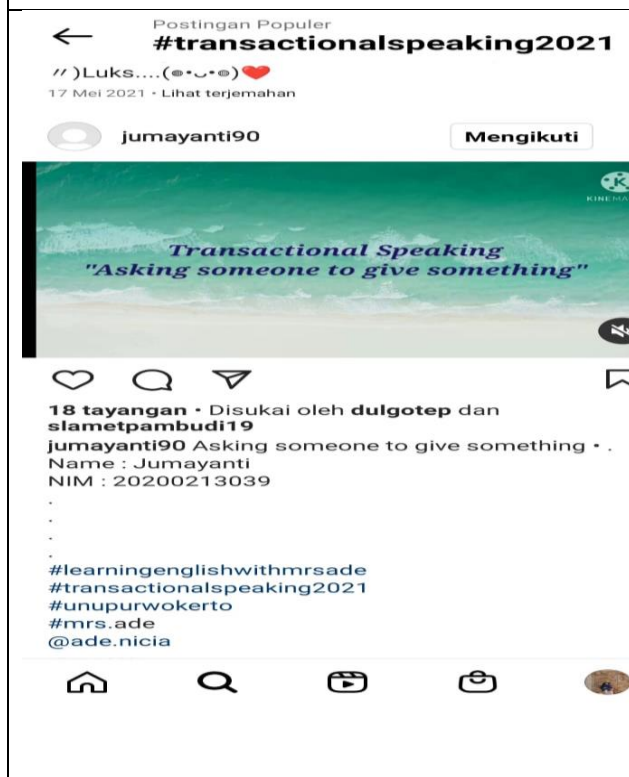 Postingan Populer
#transactionalspeaking2021
〃)Luks....(๑•ᴗ•๑)❤️
17 Mei 2021 • Lihat terjemahan
jumayanti90
Mengikuti
Transactional Speaking
"Asking someone to give something"
18 tayangan • Disukai oleh dulgotep dan
slametpambudi19
jumayanti90 Asking someone to give something • .
Name : Jumayanti
NIM : 20200213039
.
.
.
.
#learningenglishwithmrsade
#transactionalspeaking2021
#unupurwokerto
#mrs.ade
@ade.nicia